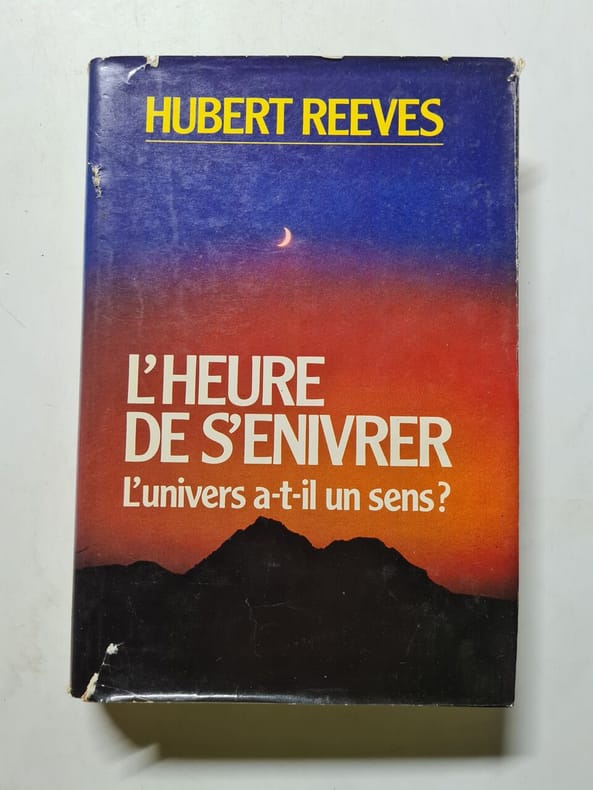 HUBERT REEVES
L'HEURE
DE S'ENIVRER
L'univers a-t-il un sens?